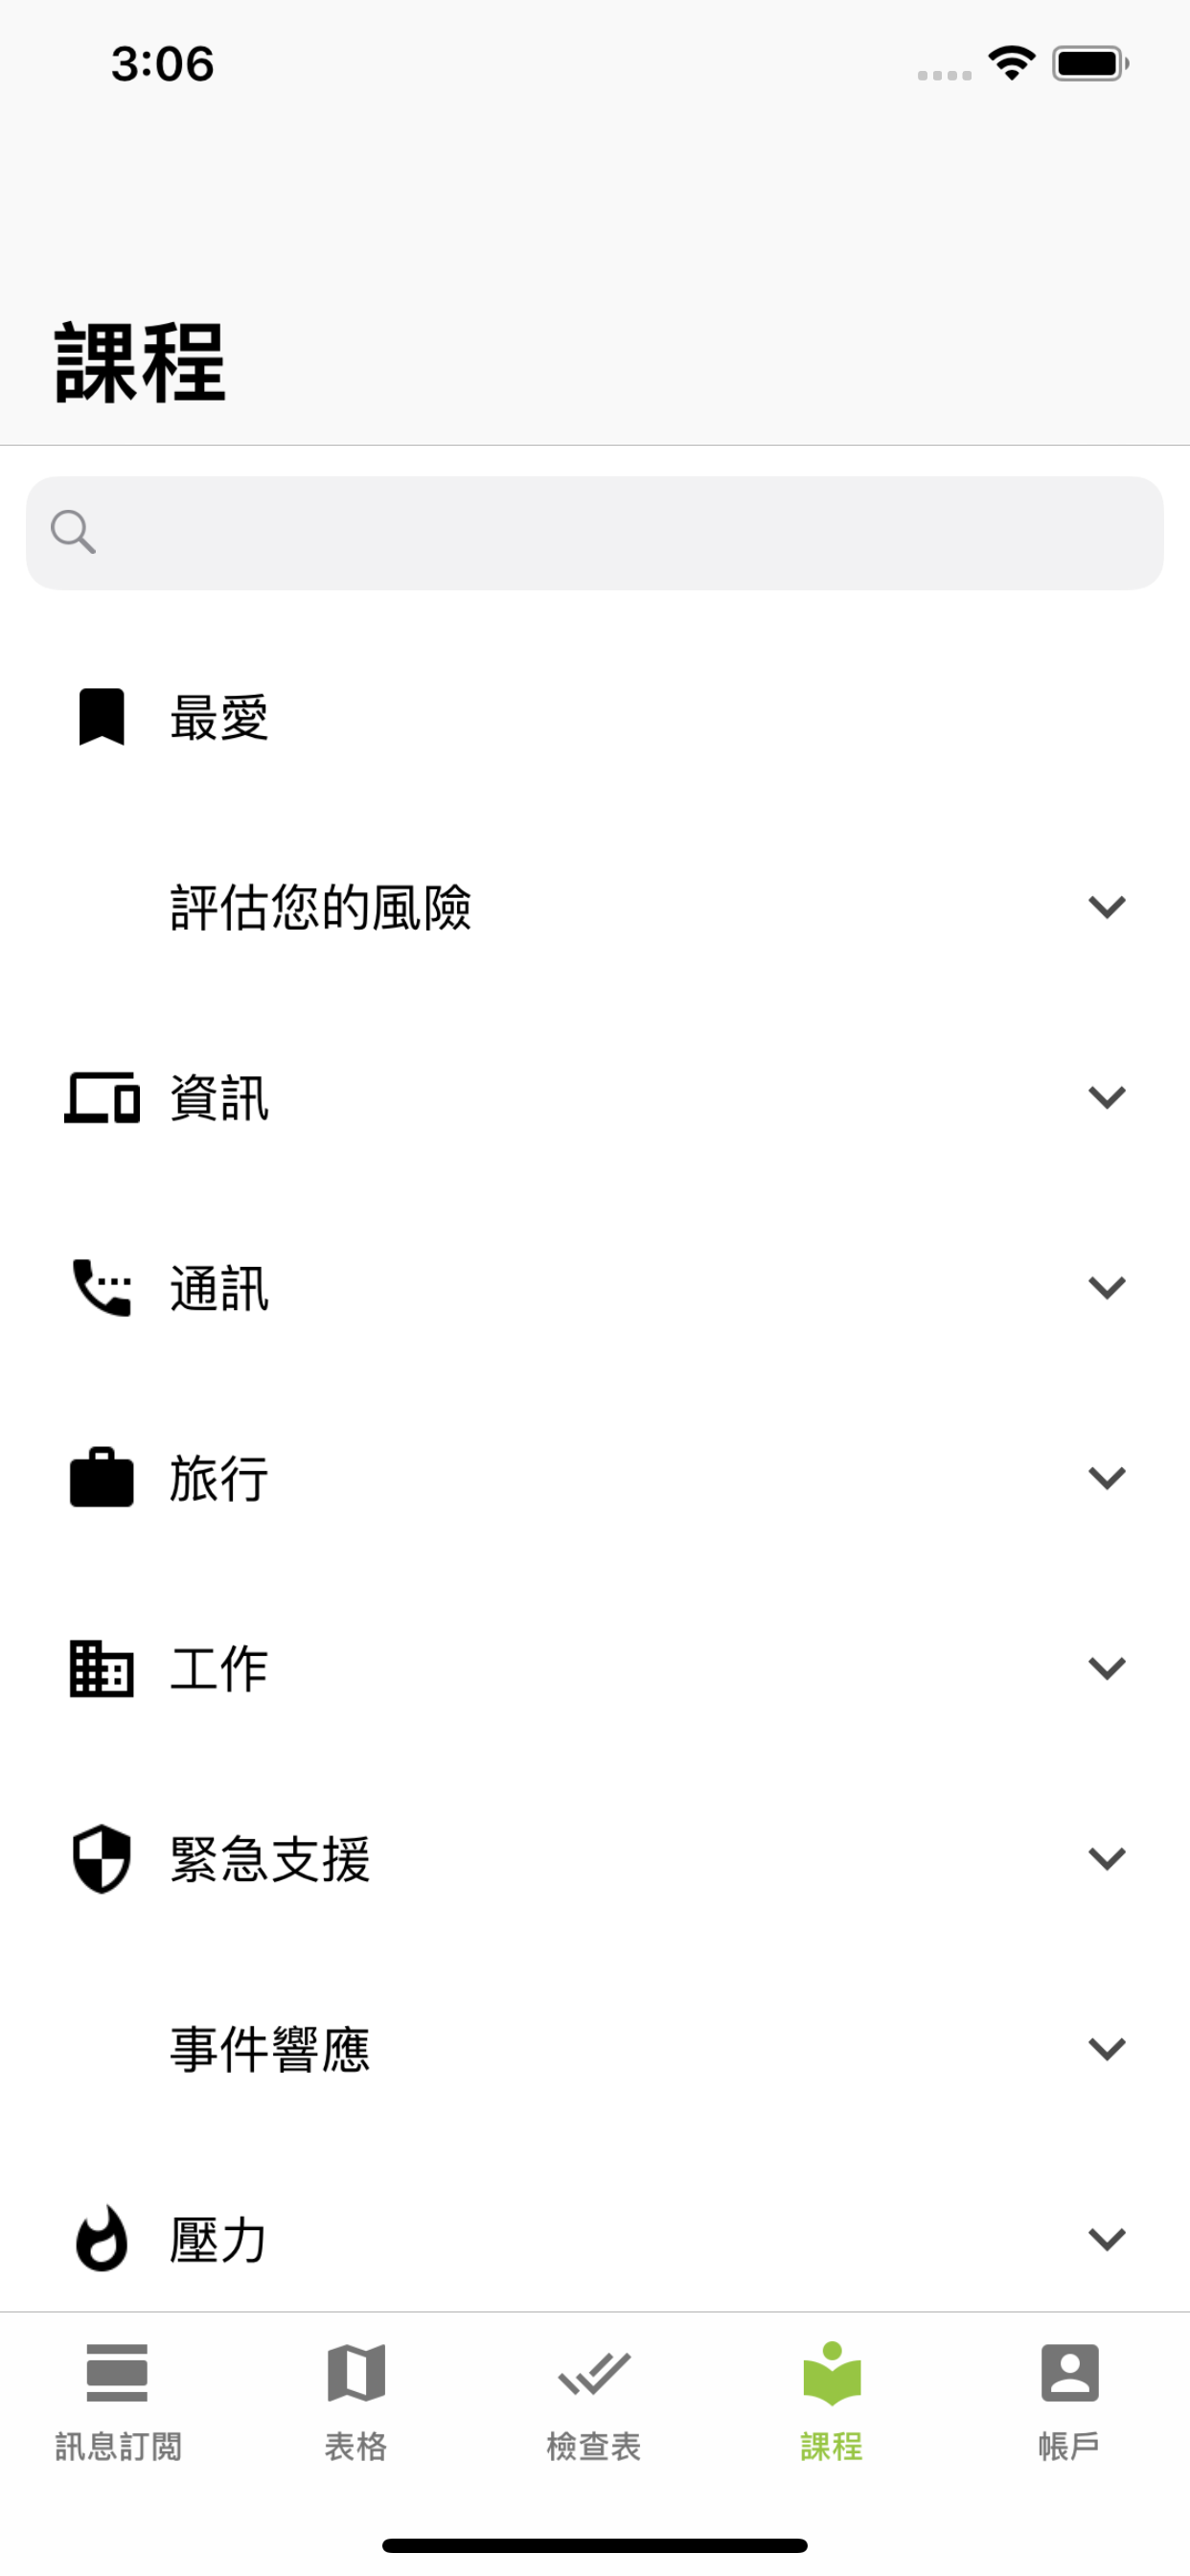 3:06
課程
最愛
評估您的風險
資訊
通訊
旅行
工作
緊急支援
事件響應
壓力
訊息訂閱
表格
檢查表
課程
帳戶